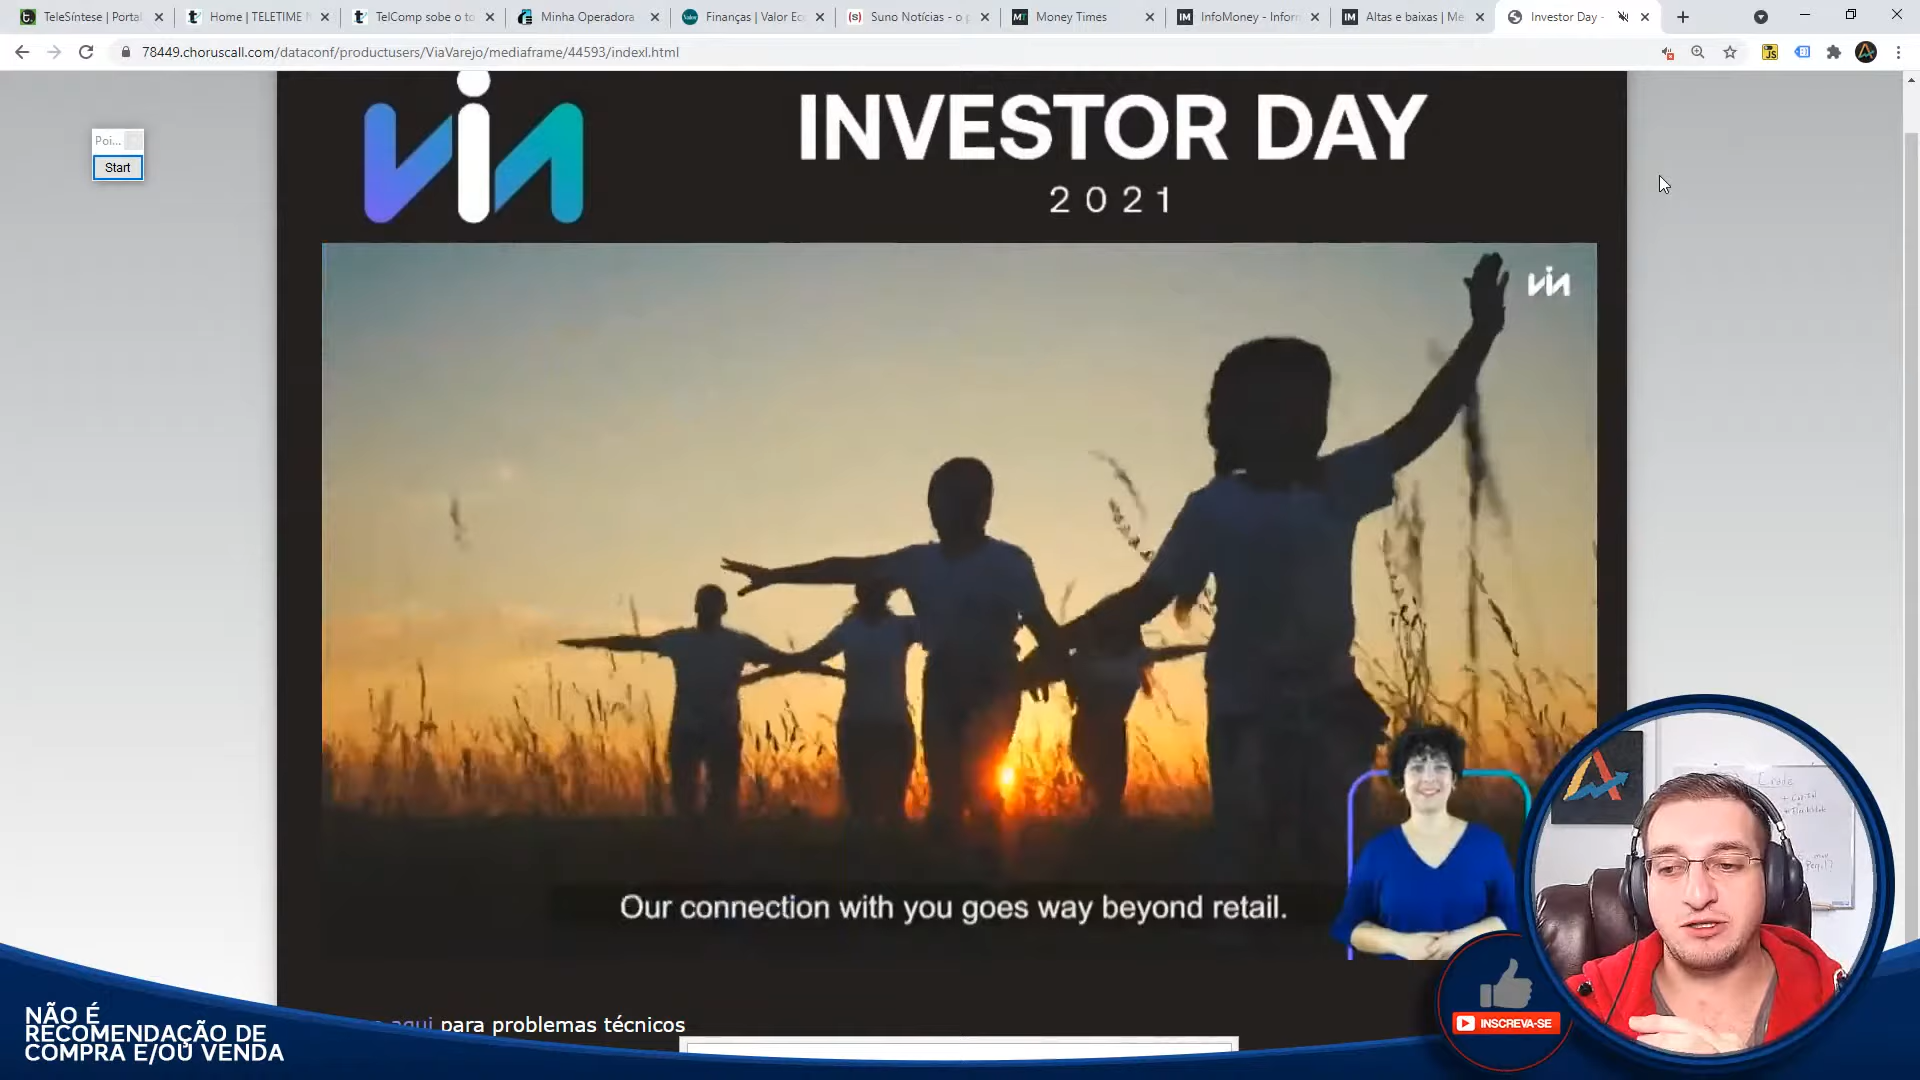 TeleSíntese | Portal
Home | TELETIME N
TelComp sobe o to
Minha Operadora
Finanças | Valor Eco
Suno Notícias - o p
Money Times
InfoMoney - Inform
Altas e baixas | Me
Investor Day -
78449.choruscall.com/dataconf/productusers/ViaVarejo/mediaframe/44593/indexl.html
Poi...
Start
via
INVESTOR DAY
2021
via
Our connection with you goes way beyond retail.
aqui para problemas técnicos
NÃO É
RECOMENDAÇÃO DE
COMPRA E/OU VENDA
INSCREVA-SE